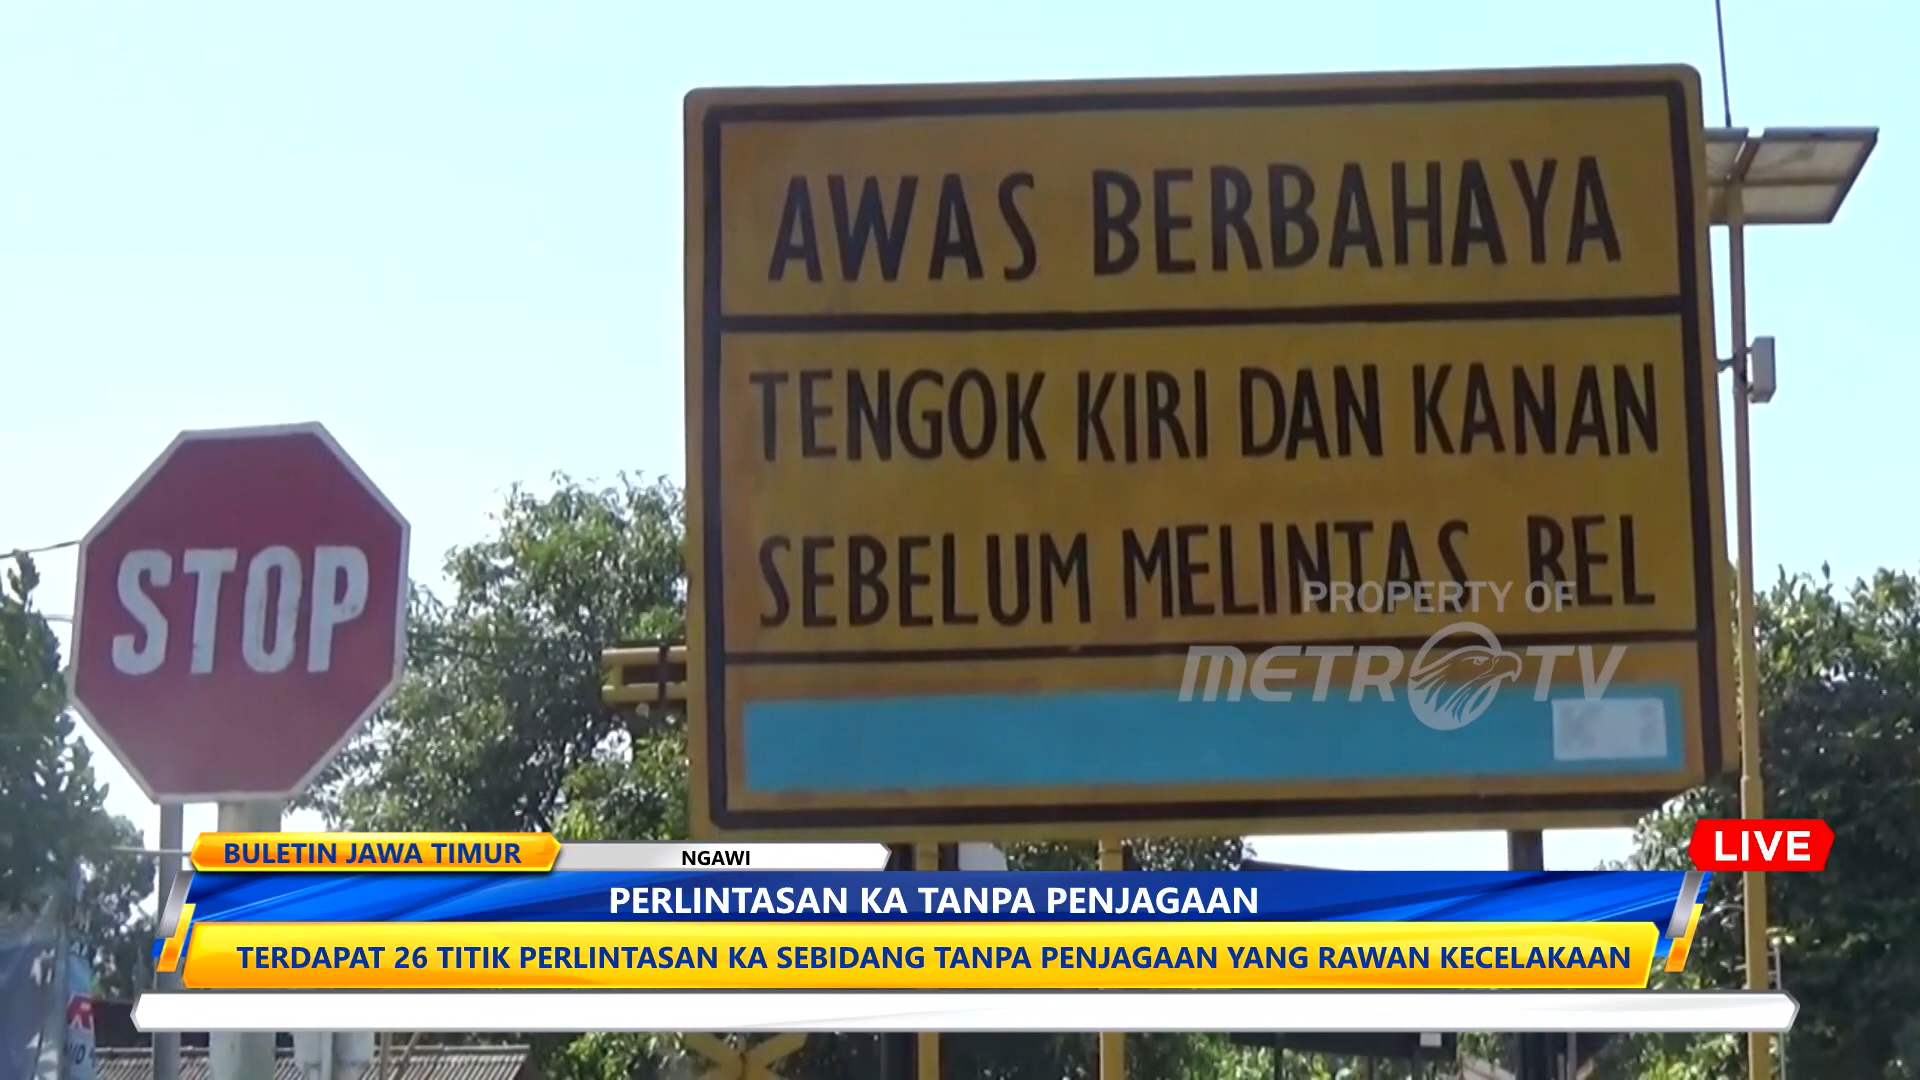 AWAS BERBAHAYA
TENGOK KIRI DAN KANAN
SEBELUM MELINTAS REL
STOP
PROPERTY OF
METRO TV
BULETIN JAWA TIMUR
NGAWI
LIVE
PERLINTASAN KA TANPA PENJAGAAN
TERDAPAT 26 TITIK PERLINTASAN KA SEBIDANG TANPA PENJAGAAN YANG RAWAN KECELAKAAN